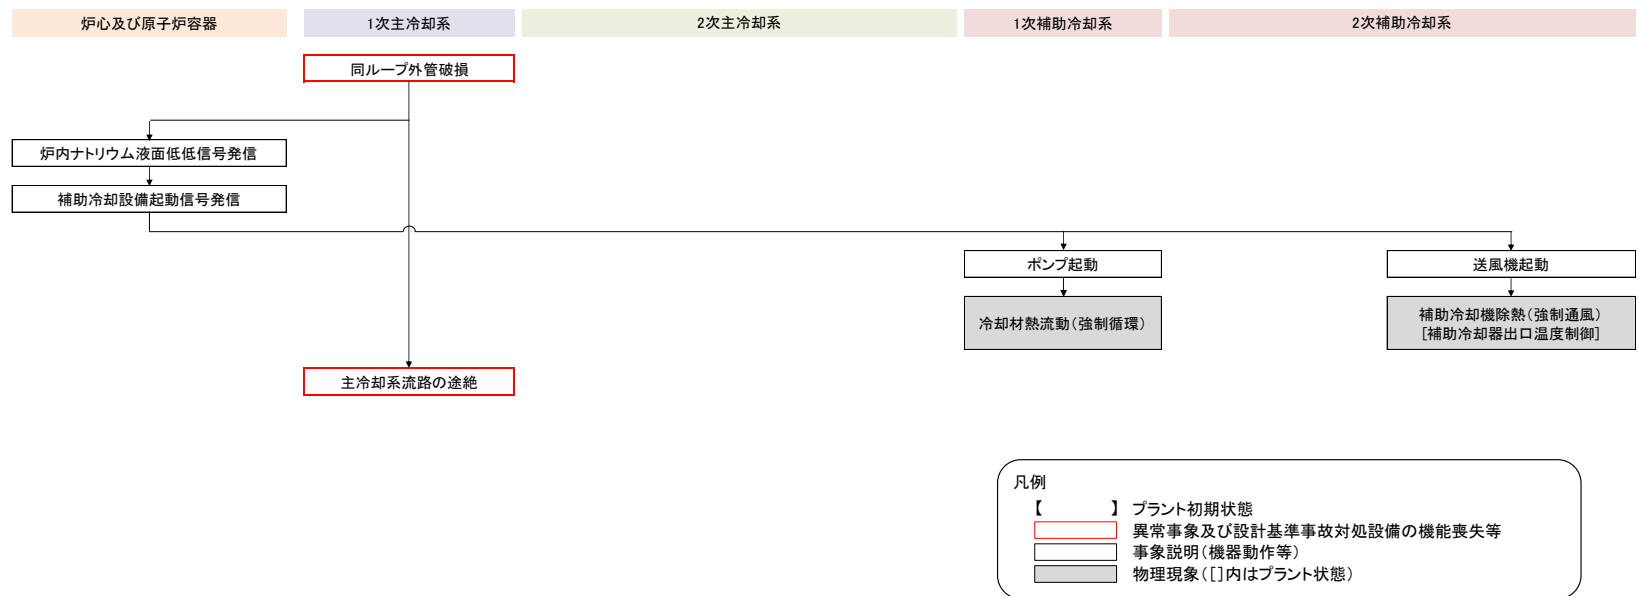 炉心及び原子炉容器
1次主冷却系
2次主冷却系
1次補助冷却系
2次補助冷却系
同ループ外管破損
炉内ナトリウム液面低低信号発信
補助冷却設備起動信号発信
ポンプ起動
送風機起動
冷却材熱流動(強制循環)
補助冷却機除熱(強制通風)
[補助冷却器出口温度制御]
主冷却系流路の途絶
凡例
【 】 プラント初期状態
異常事象及び設計基準事故対処設備の機能喪失等
事象説明(機器動作等)
物理現象([]内はプラント状態)